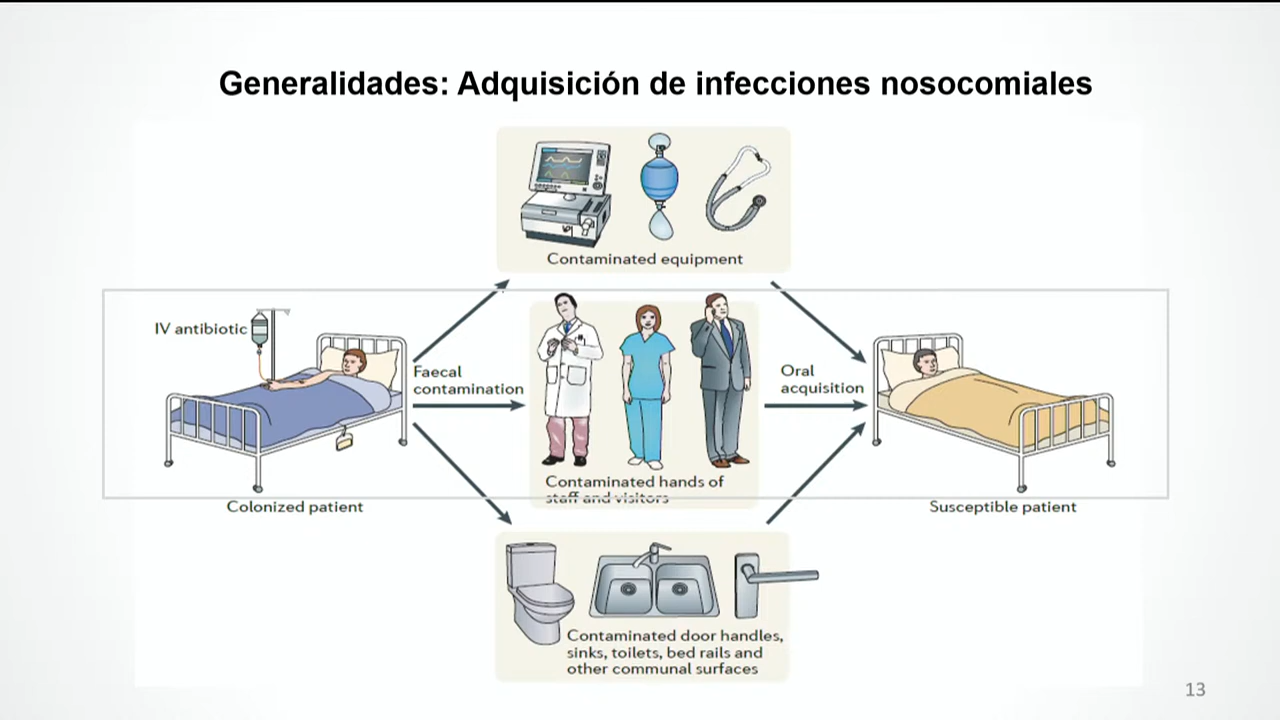 Generalidades: Adquisición de infecciones nosocomiales
Contaminated equipment
IV antibiotic
Faecal
contamination
Oral
acquisition
Contaminated hands of
staff and visitors
Colonized patient
Susceptible patient
Contaminated door handles,
sinks, toilets, bed rails and
other communal surfaces
13